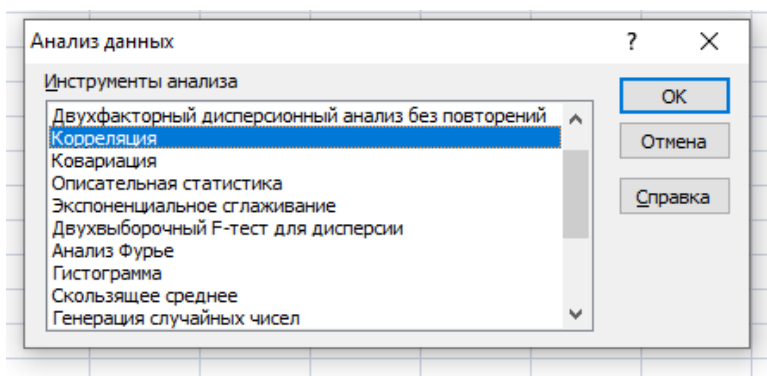 Анализ данных ? ×
Инструменты анализа
Двухфакторный дисперсионный анализ без повторений
Корреляция
Ковариация
Описательная статистика
Экспоненциальное сглаживание
Двухвыборочный F-тест для дисперсии
Анализ Фурье
Гистограмма
Скользящее среднее
Генерация случайных чисел
ОК
Отмена
Справка